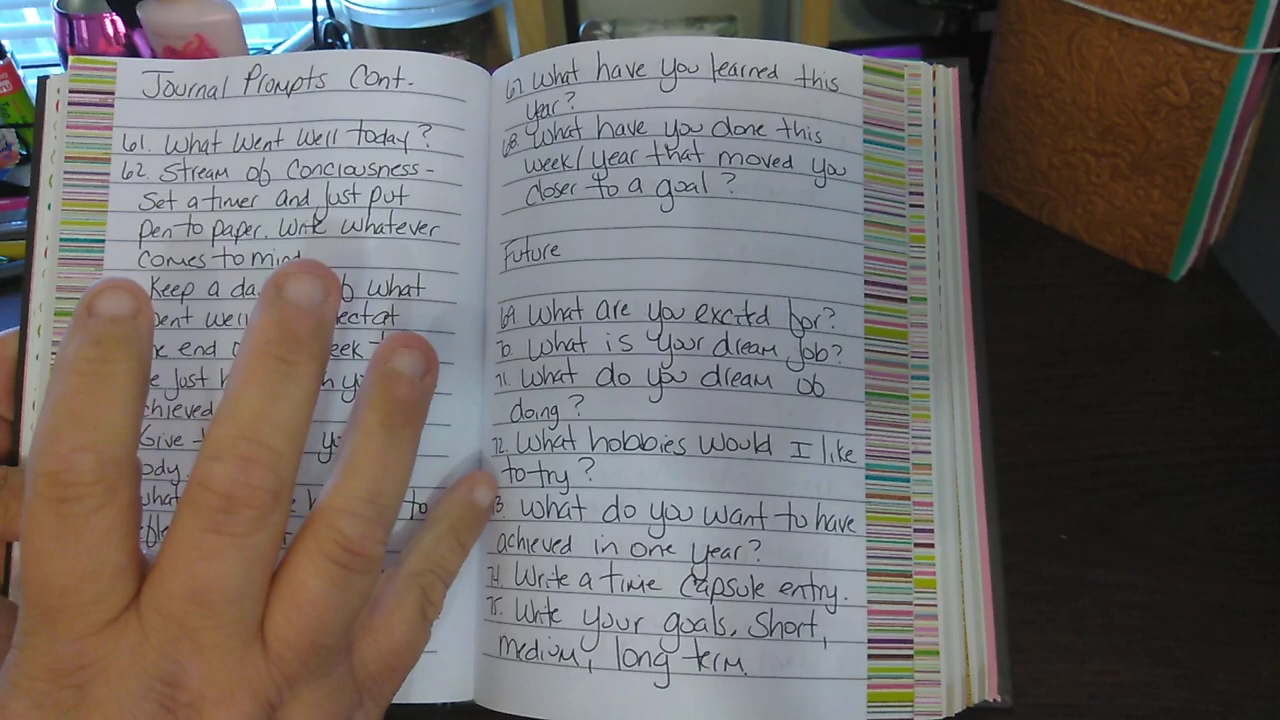 Journal Prompts Cont.
61. What Went Well today?
62. Stream of Conciousness -
Set a timer and just put
pen to paper. Write whatever
comes to mind
Keep a what
at
end
just
achieved
Give
what to
67. What have you learned this
year?
68. What have you done this
week/year that moved you
closer to a goal?
Future
69. What are you excited for?
70. What is your dream job?
71. What do you dream of
doing?
72. What hobbies would I like
to try?
73. What do you want to have
achieved in one year?
74. Write a time capsule entry.
75. Write your goals, Short,
medium, long term.